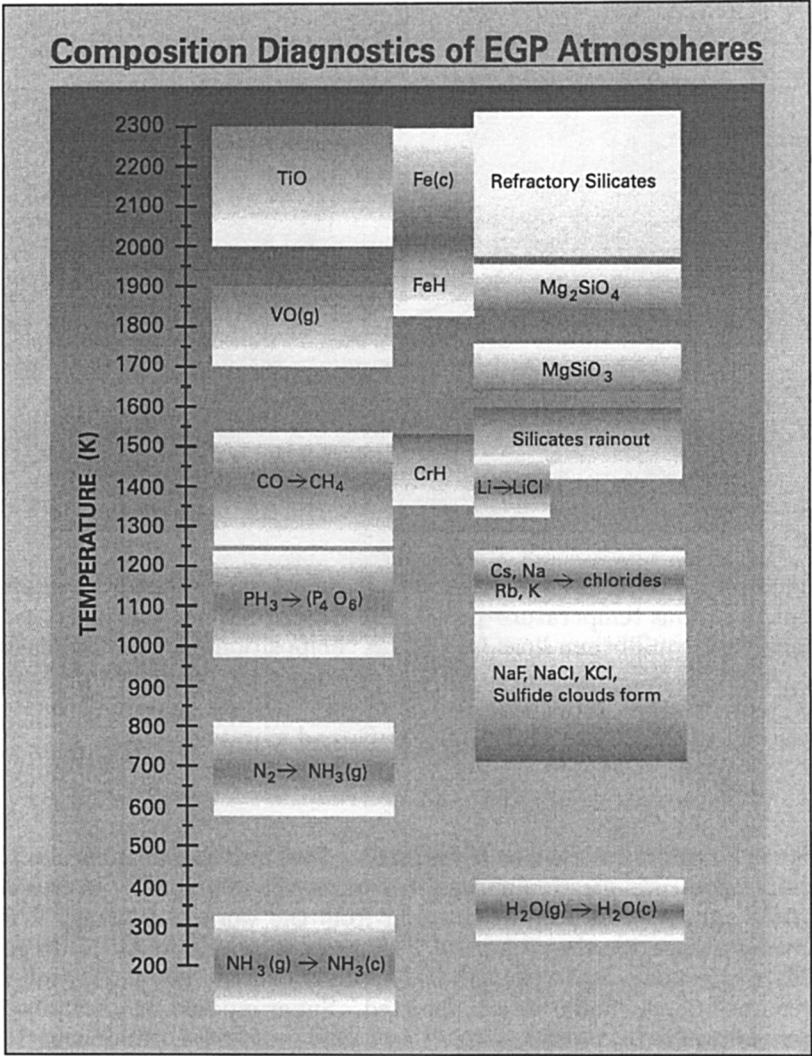 Composition Diagnostics of EGP Atmospheres
TEMPERATURE (K)
2300
2200
2100
2000
1900
1800
1700
1600
1500
1400
1300
1200
1100
1000
900
800
700
600
500
400
300
200
TiO
Fe(c)
Refractory Silicates
FeH
Mg₂SiO₄
VO(g)
MgSiO₃
Silicates rainout
CO → CH₄
CrH
Li→LiCl
Cs, Na
Rb, K → chlorides
PH₃ → (P₄ O₆)
NaF, NaCl, KCl,
Sulfide clouds form
N₂ → NH₃(g)
H₂O(g) → H₂O(c)
NH₃(g) → NH₃(c)